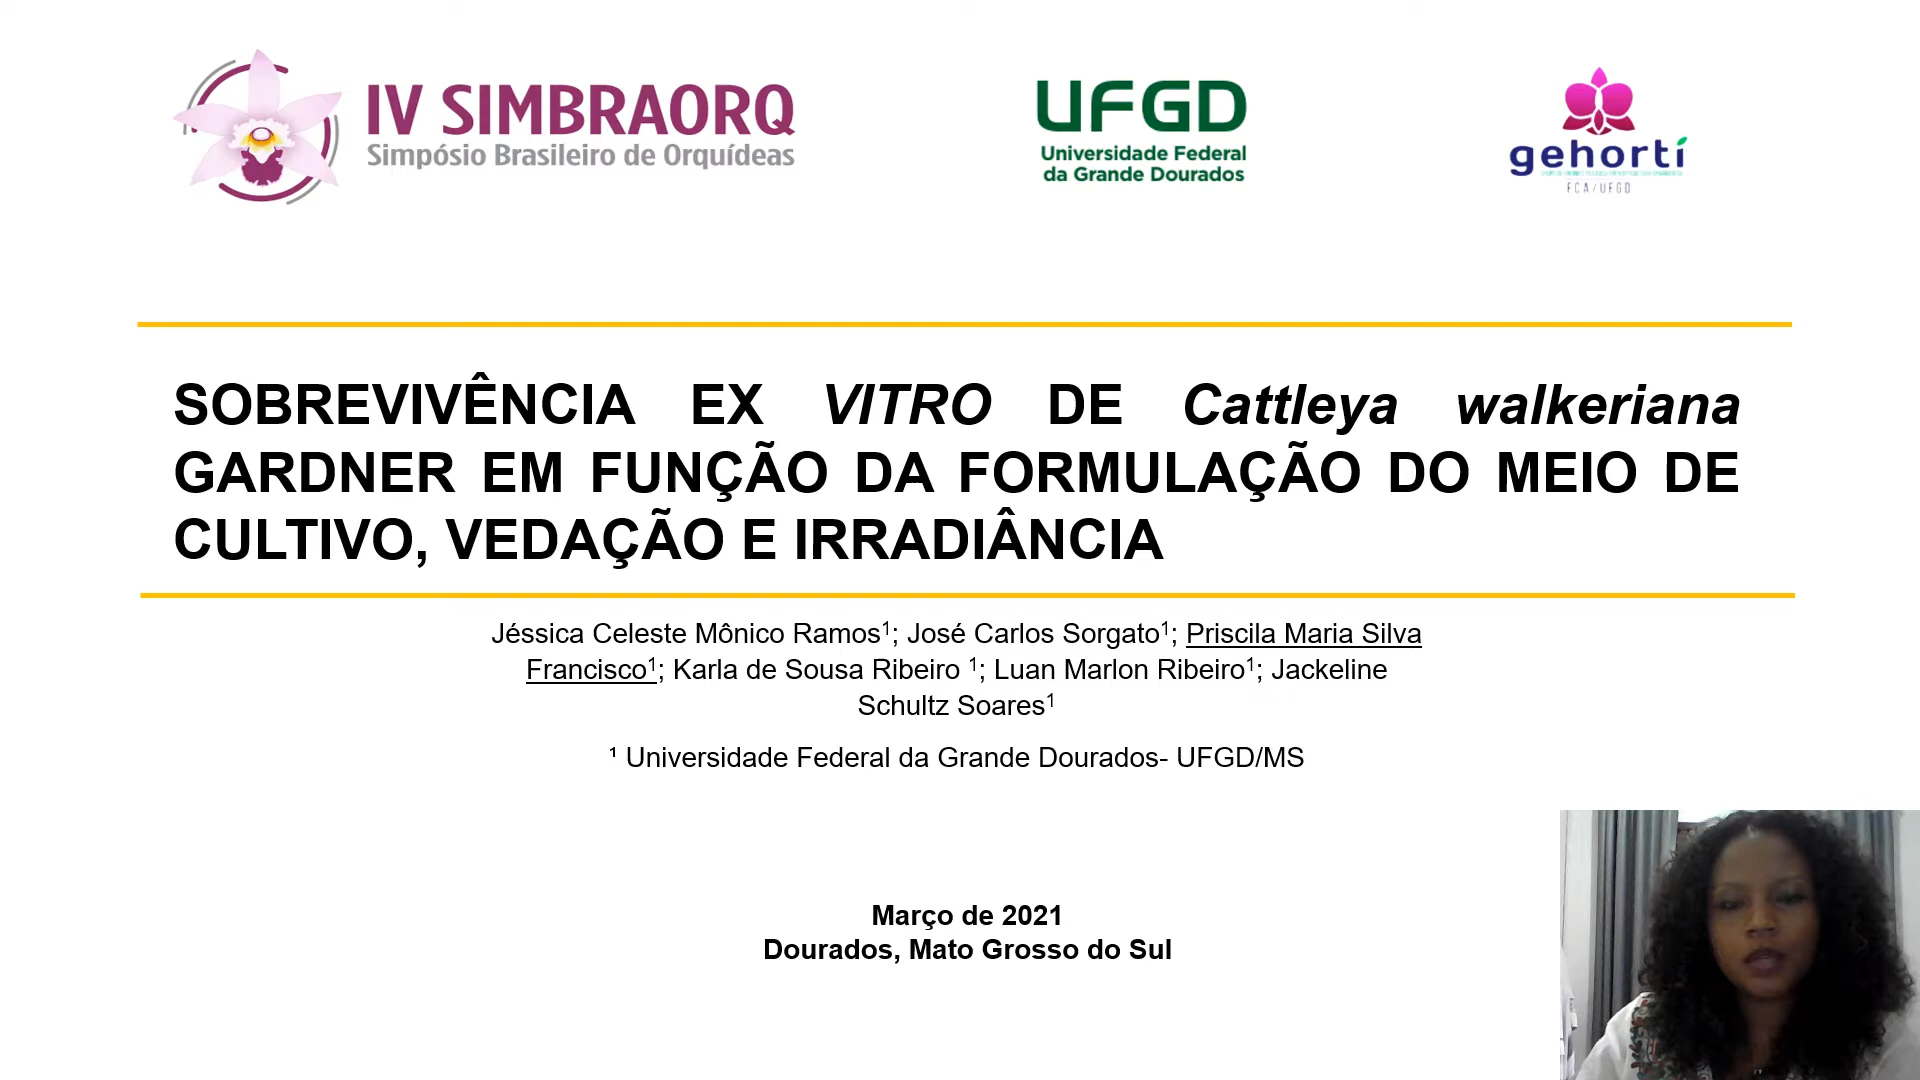 IV SIMBRAORQ
Simpósio Brasileiro de Orquídeas
UFGD
Universidade Federal
da Grande Dourados
gehorti
FCA/UFGD
SOBREVIVÊNCIA EX VITRO DE Cattleya walkeriana
GARDNER EM FUNÇÃO DA FORMULAÇÃO DO MEIO DE
CULTIVO, VEDAÇÃO E IRRADIÂNCIA
Jéssica Celeste Mônico Ramos¹; José Carlos Sorgato¹; Priscila Maria Silva
Francisco¹; Karla de Sousa Ribeiro ¹; Luan Marlon Ribeiro¹; Jackeline
Schultz Soares¹
¹ Universidade Federal da Grande Dourados- UFGD/MS
Março de 2021
Dourados, Mato Grosso do Sul